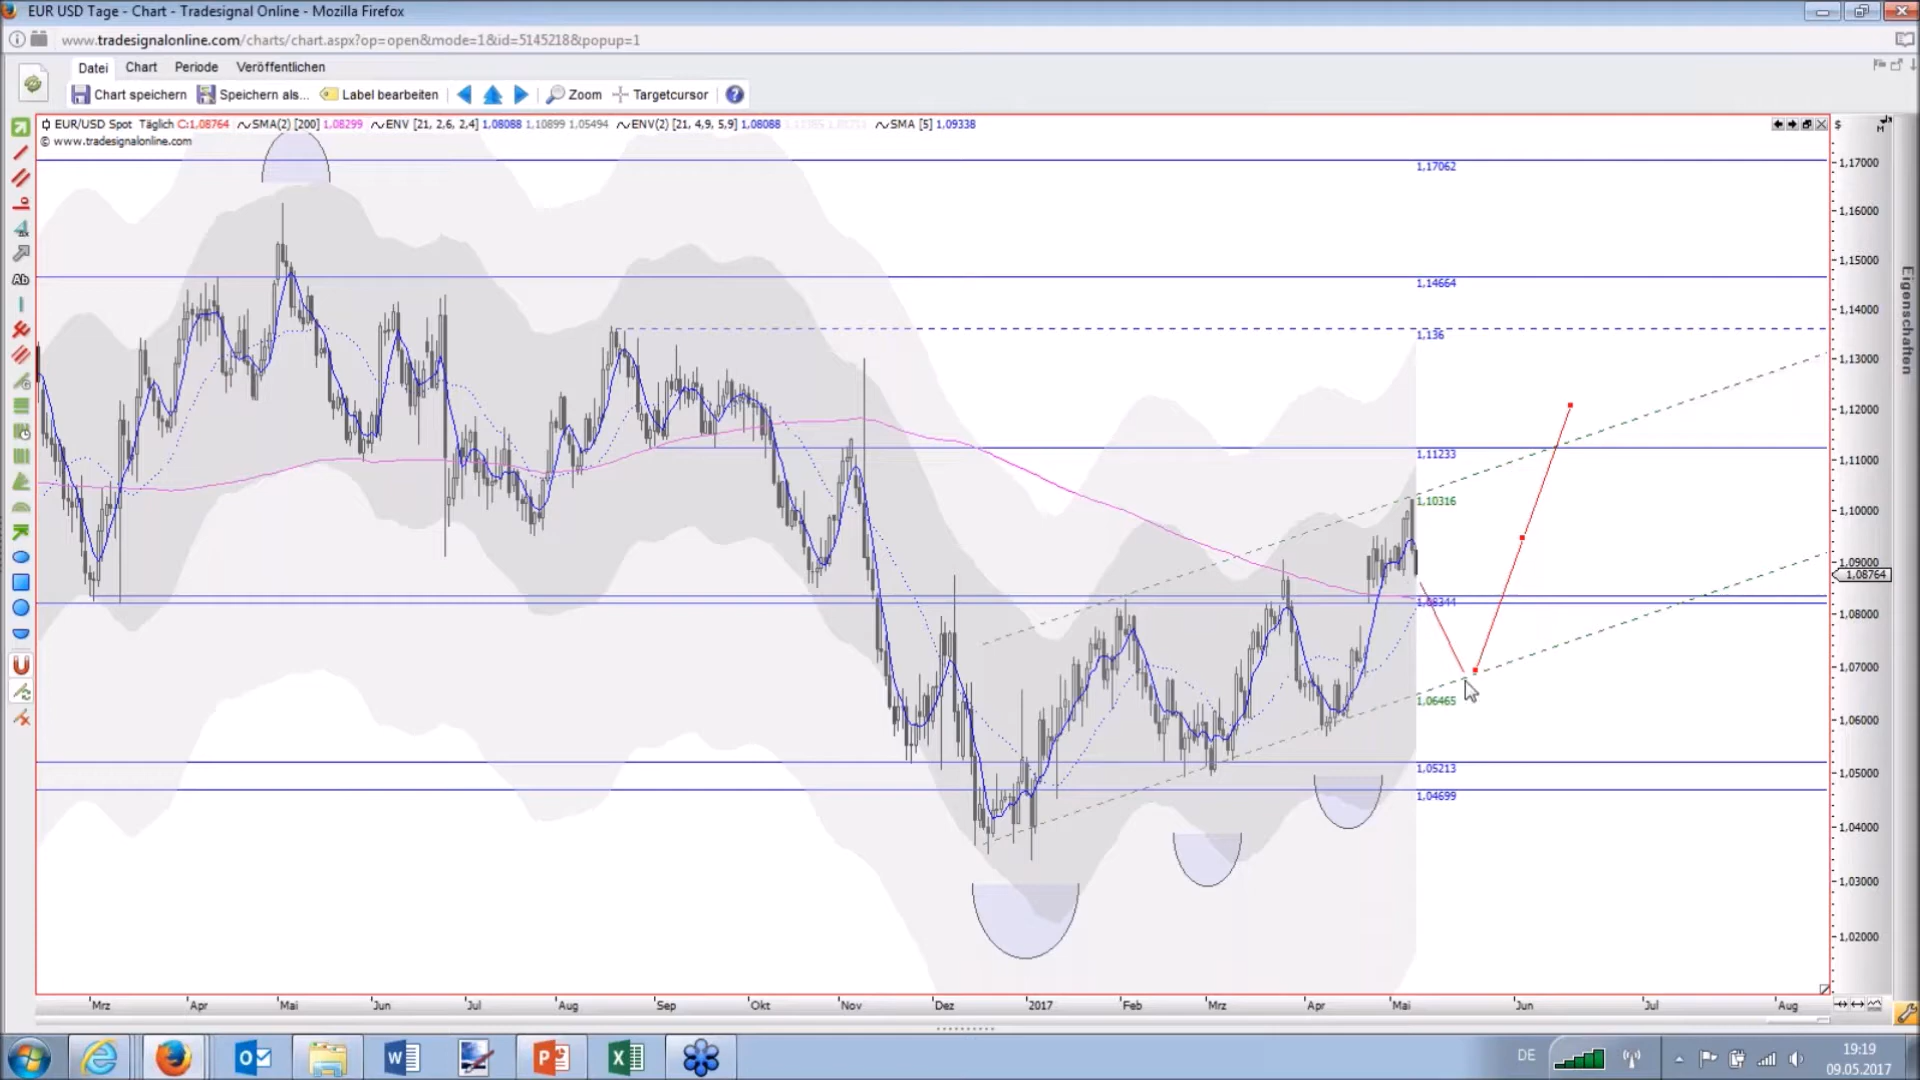 EUR USD Tage - Chart - Tradesignal Online - Mozilla Firefox
www.tradesignalonline.com/charts/chart.aspx?op=open&mode=1&id=5145218&popup=1
Datei Chart Periode Veröffentlichen
Chart speichern Speichern als... Label bearbeiten Zoom Targetcursor ?
EUR/USD Spot Täglich C:1,08764 SMA(2) [200] 1,08299 ENV [21, 2,6, 2,4] 1,08088 1,10899 1,05494 ENV(2) [21, 4,9, 5,9] 1,08088 SMA [5] 1,09338 $
© www.tradesignalonline.com
Ab
1,17062
1,14664
1,136
1,11233
1,10316
1,08344
1,06465
1,05213
1,04699
1,17000
1,16000
1,15000
1,14000
1,13000
1,12000
1,11000
1,10000
1,09000
1,08764
1,08000
1,07000
1,06000
1,05000
1,04000
1,03000
1,02000
Eigenschaften
Mrz Apr Mai Jun Jul Aug Sep Okt Nov Dez 2017 Feb Mrz Apr Mai Jun Jul Aug
DE
19:19
09.05.2017